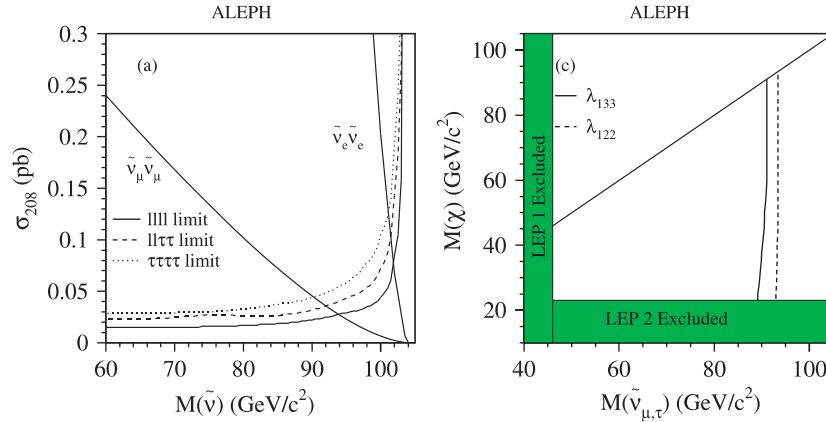 ALEPH
σ208 (pb)
0.3
0.25
0.2
0.15
0.1
0.05
0
(a)
ν̃μν̃μ
ν̃eν̃e
llll limit
llττ limit
ττττ limit
60 70 80 90 100
M(ν̃) (GeV/c²)
ALEPH
M(χ) (GeV/c²)
100
80
60
40
20
(c)
λ133
λ122
LEP 1 Excluded
LEP 2 Excluded
40 60 80 100
M(ν̃μ,τ) (GeV/c²)